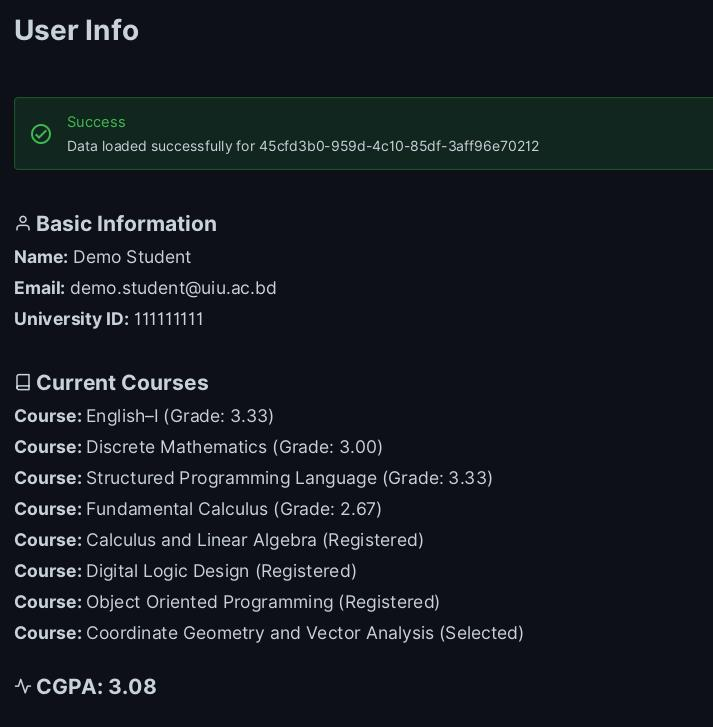 User Info
Success
Data loaded successfully for 45cfd3b0-959d-4c10-85df-3aff96e70212
Basic Information
Name: Demo Student
Email: demo.student@uiu.ac.bd
University ID: 111111111
Current Courses
Course: English–I (Grade: 3.33)
Course: Discrete Mathematics (Grade: 3.00)
Course: Structured Programming Language (Grade: 3.33)
Course: Fundamental Calculus (Grade: 2.67)
Course: Calculus and Linear Algebra (Registered)
Course: Digital Logic Design (Registered)
Course: Object Oriented Programming (Registered)
Course: Coordinate Geometry and Vector Analysis (Selected)
CGPA: 3.08